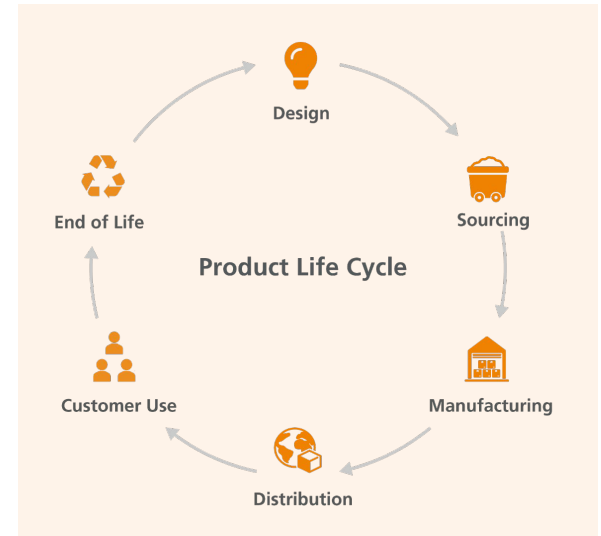 Design
Sourcing
End of Life
Product Life Cycle
Customer Use
Manufacturing
Distribution